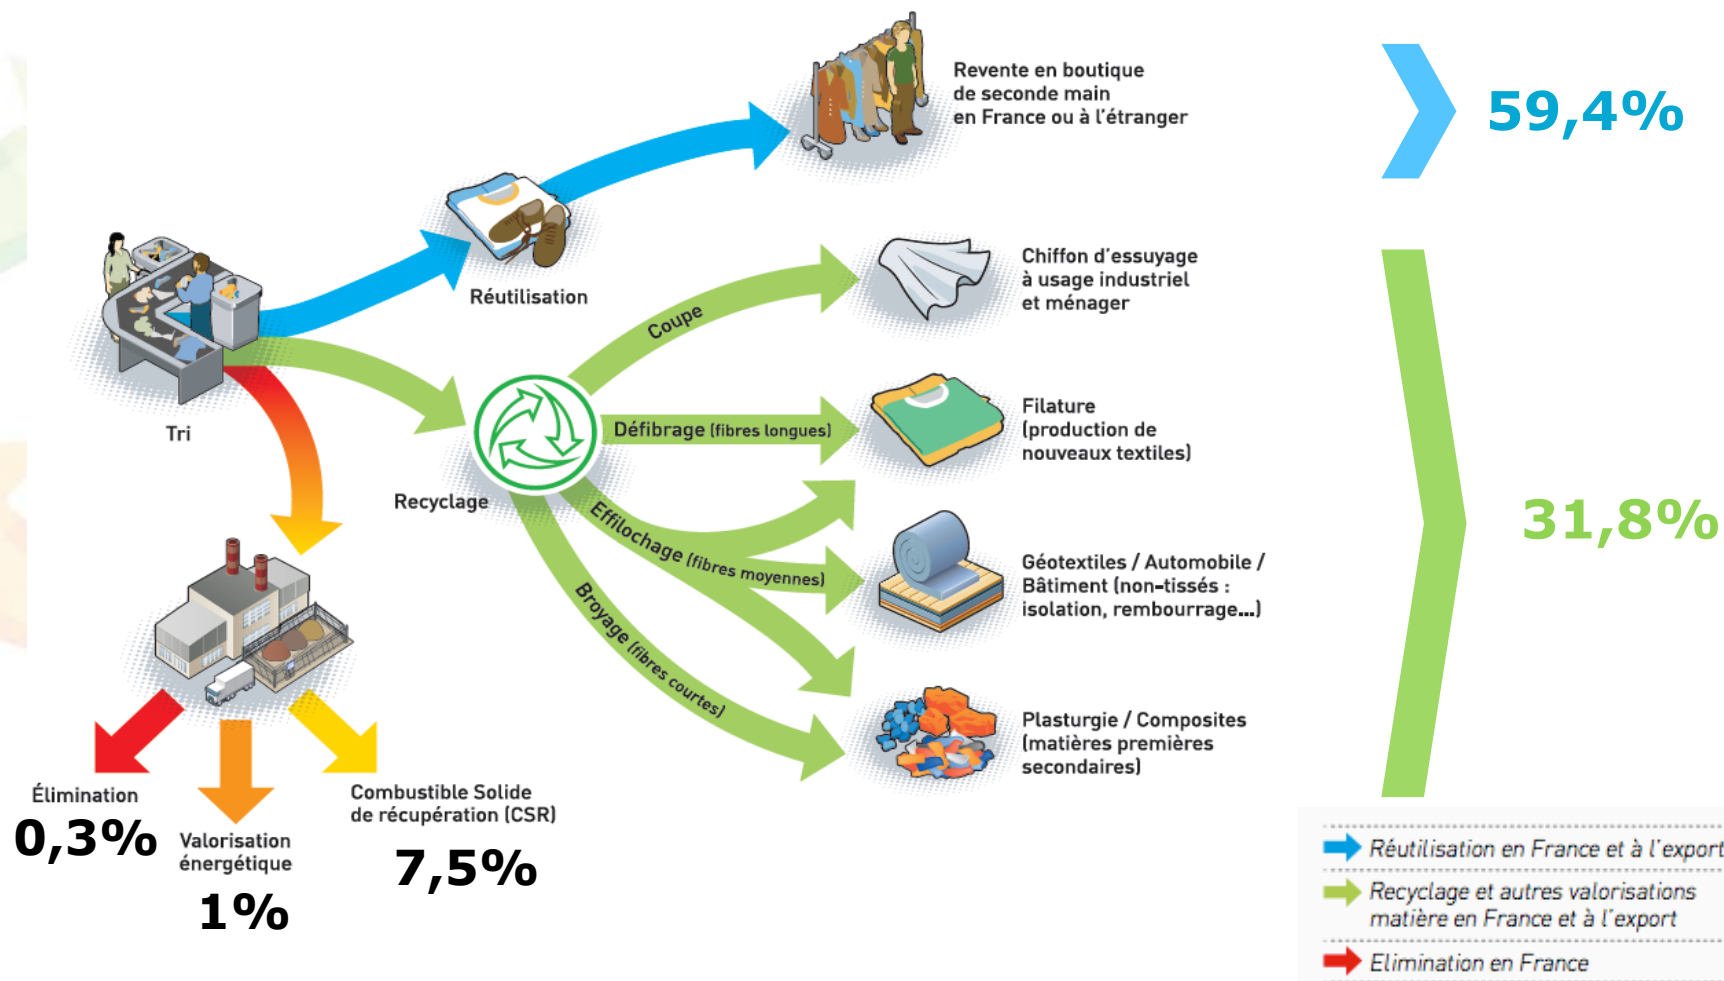 Revente en boutique
de seconde main
en France ou à l'étranger
59,4%
Réutilisation
Chiffon d'essuyage
à usage industriel
et ménager
Coupe
Tri
Défibrage (fibres longues)
Filature
(production de
nouveaux textiles)
Recyclage
31,8%
Effilochage (fibres moyennes)
Géotextiles / Automobile /
Bâtiment (non-tissés :
isolation, rembourrage...)
Broyage (fibres courtes)
Plasturgie / Composites
(matières premières
secondaires)
Élimination
0,3%
Valorisation
énergétique
1%
Combustible Solide
de récupération (CSR)
7,5%
Réutilisation en France et à l'export
Recyclage et autres valorisations
matière en France et à l'export
Elimination en France